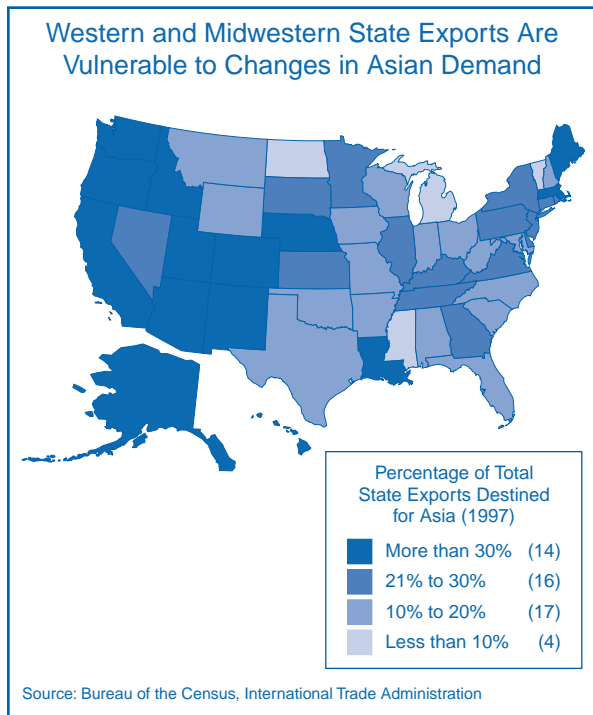 Western and Midwestern State Exports Are
Vulnerable to Changes in Asian Demand
Percentage of Total
State Exports Destined
for Asia (1997)
More than 30% (14)
21% to 30% (16)
10% to 20% (17)
Less than 10% (4)
Source: Bureau of the Census, International Trade Administration